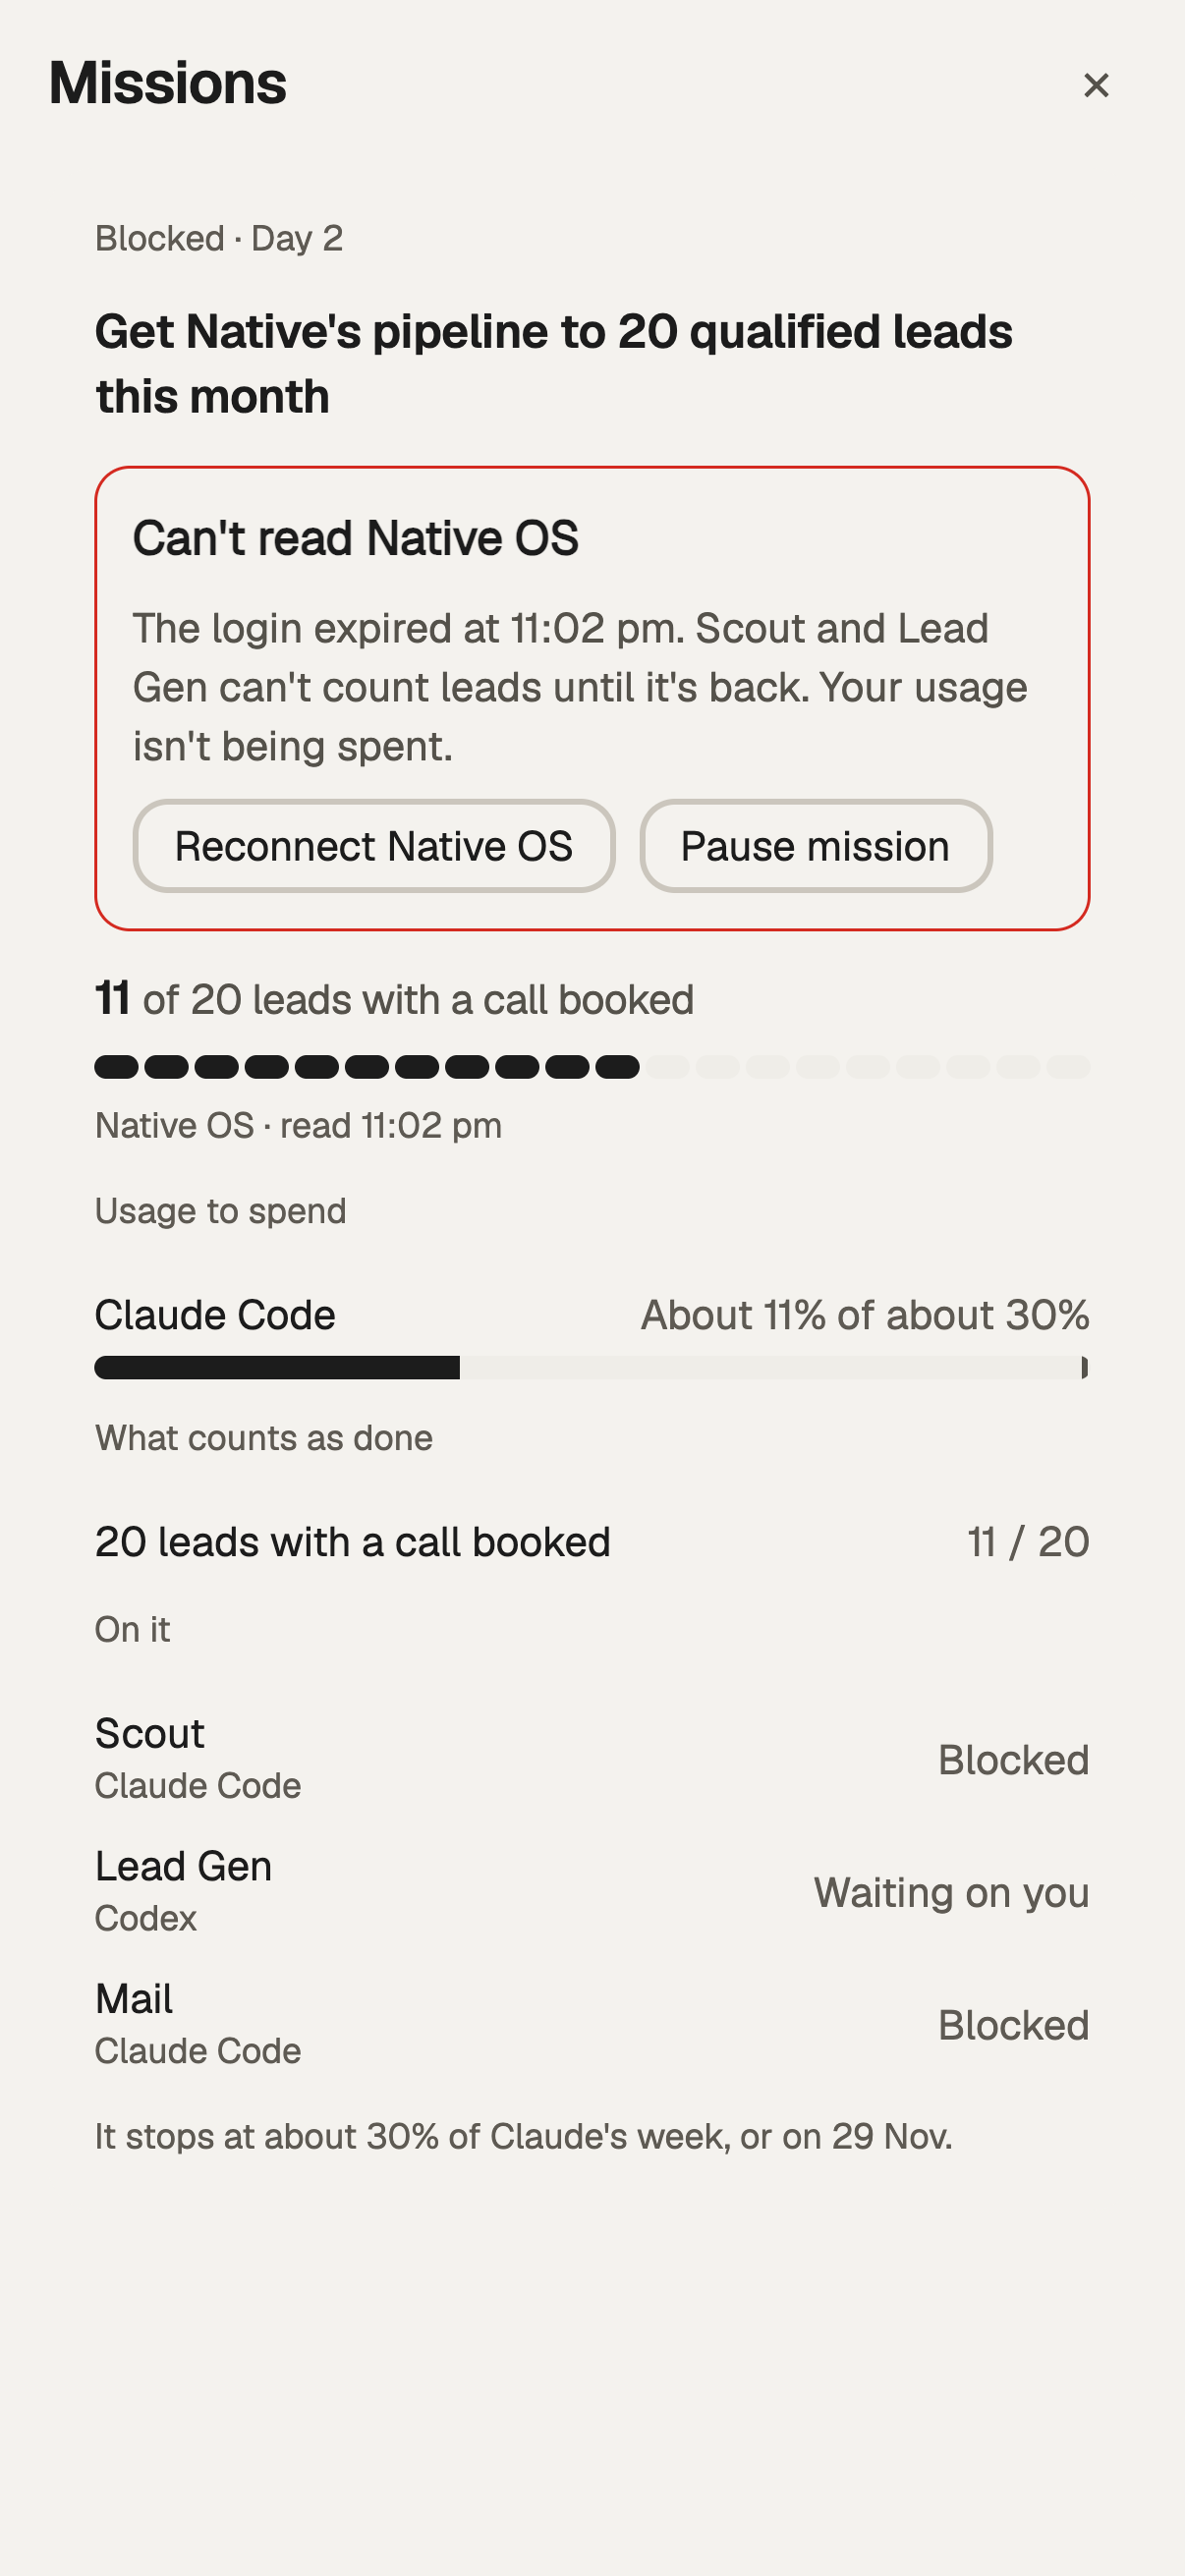 Missions
Blocked · Day 2
Get Native's pipeline to 20 qualified leads
this month
Can't read Native OS
The login expired at 11:02 pm. Scout and Lead
Gen can't count leads until it's back. Your usage
isn't being spent.
Reconnect Native OS
Pause mission
11 of 20 leads with a call booked
Native OS · read 11:02 pm
Usage to spend
Claude Code
About 11% of about 30%
What counts as done
20 leads with a call booked
11 / 20
On it
Scout
Claude Code
Blocked
Lead Gen
Codex
Waiting on you
Mail
Claude Code
Blocked
It stops at about 30% of Claude's week, or on 29 Nov.